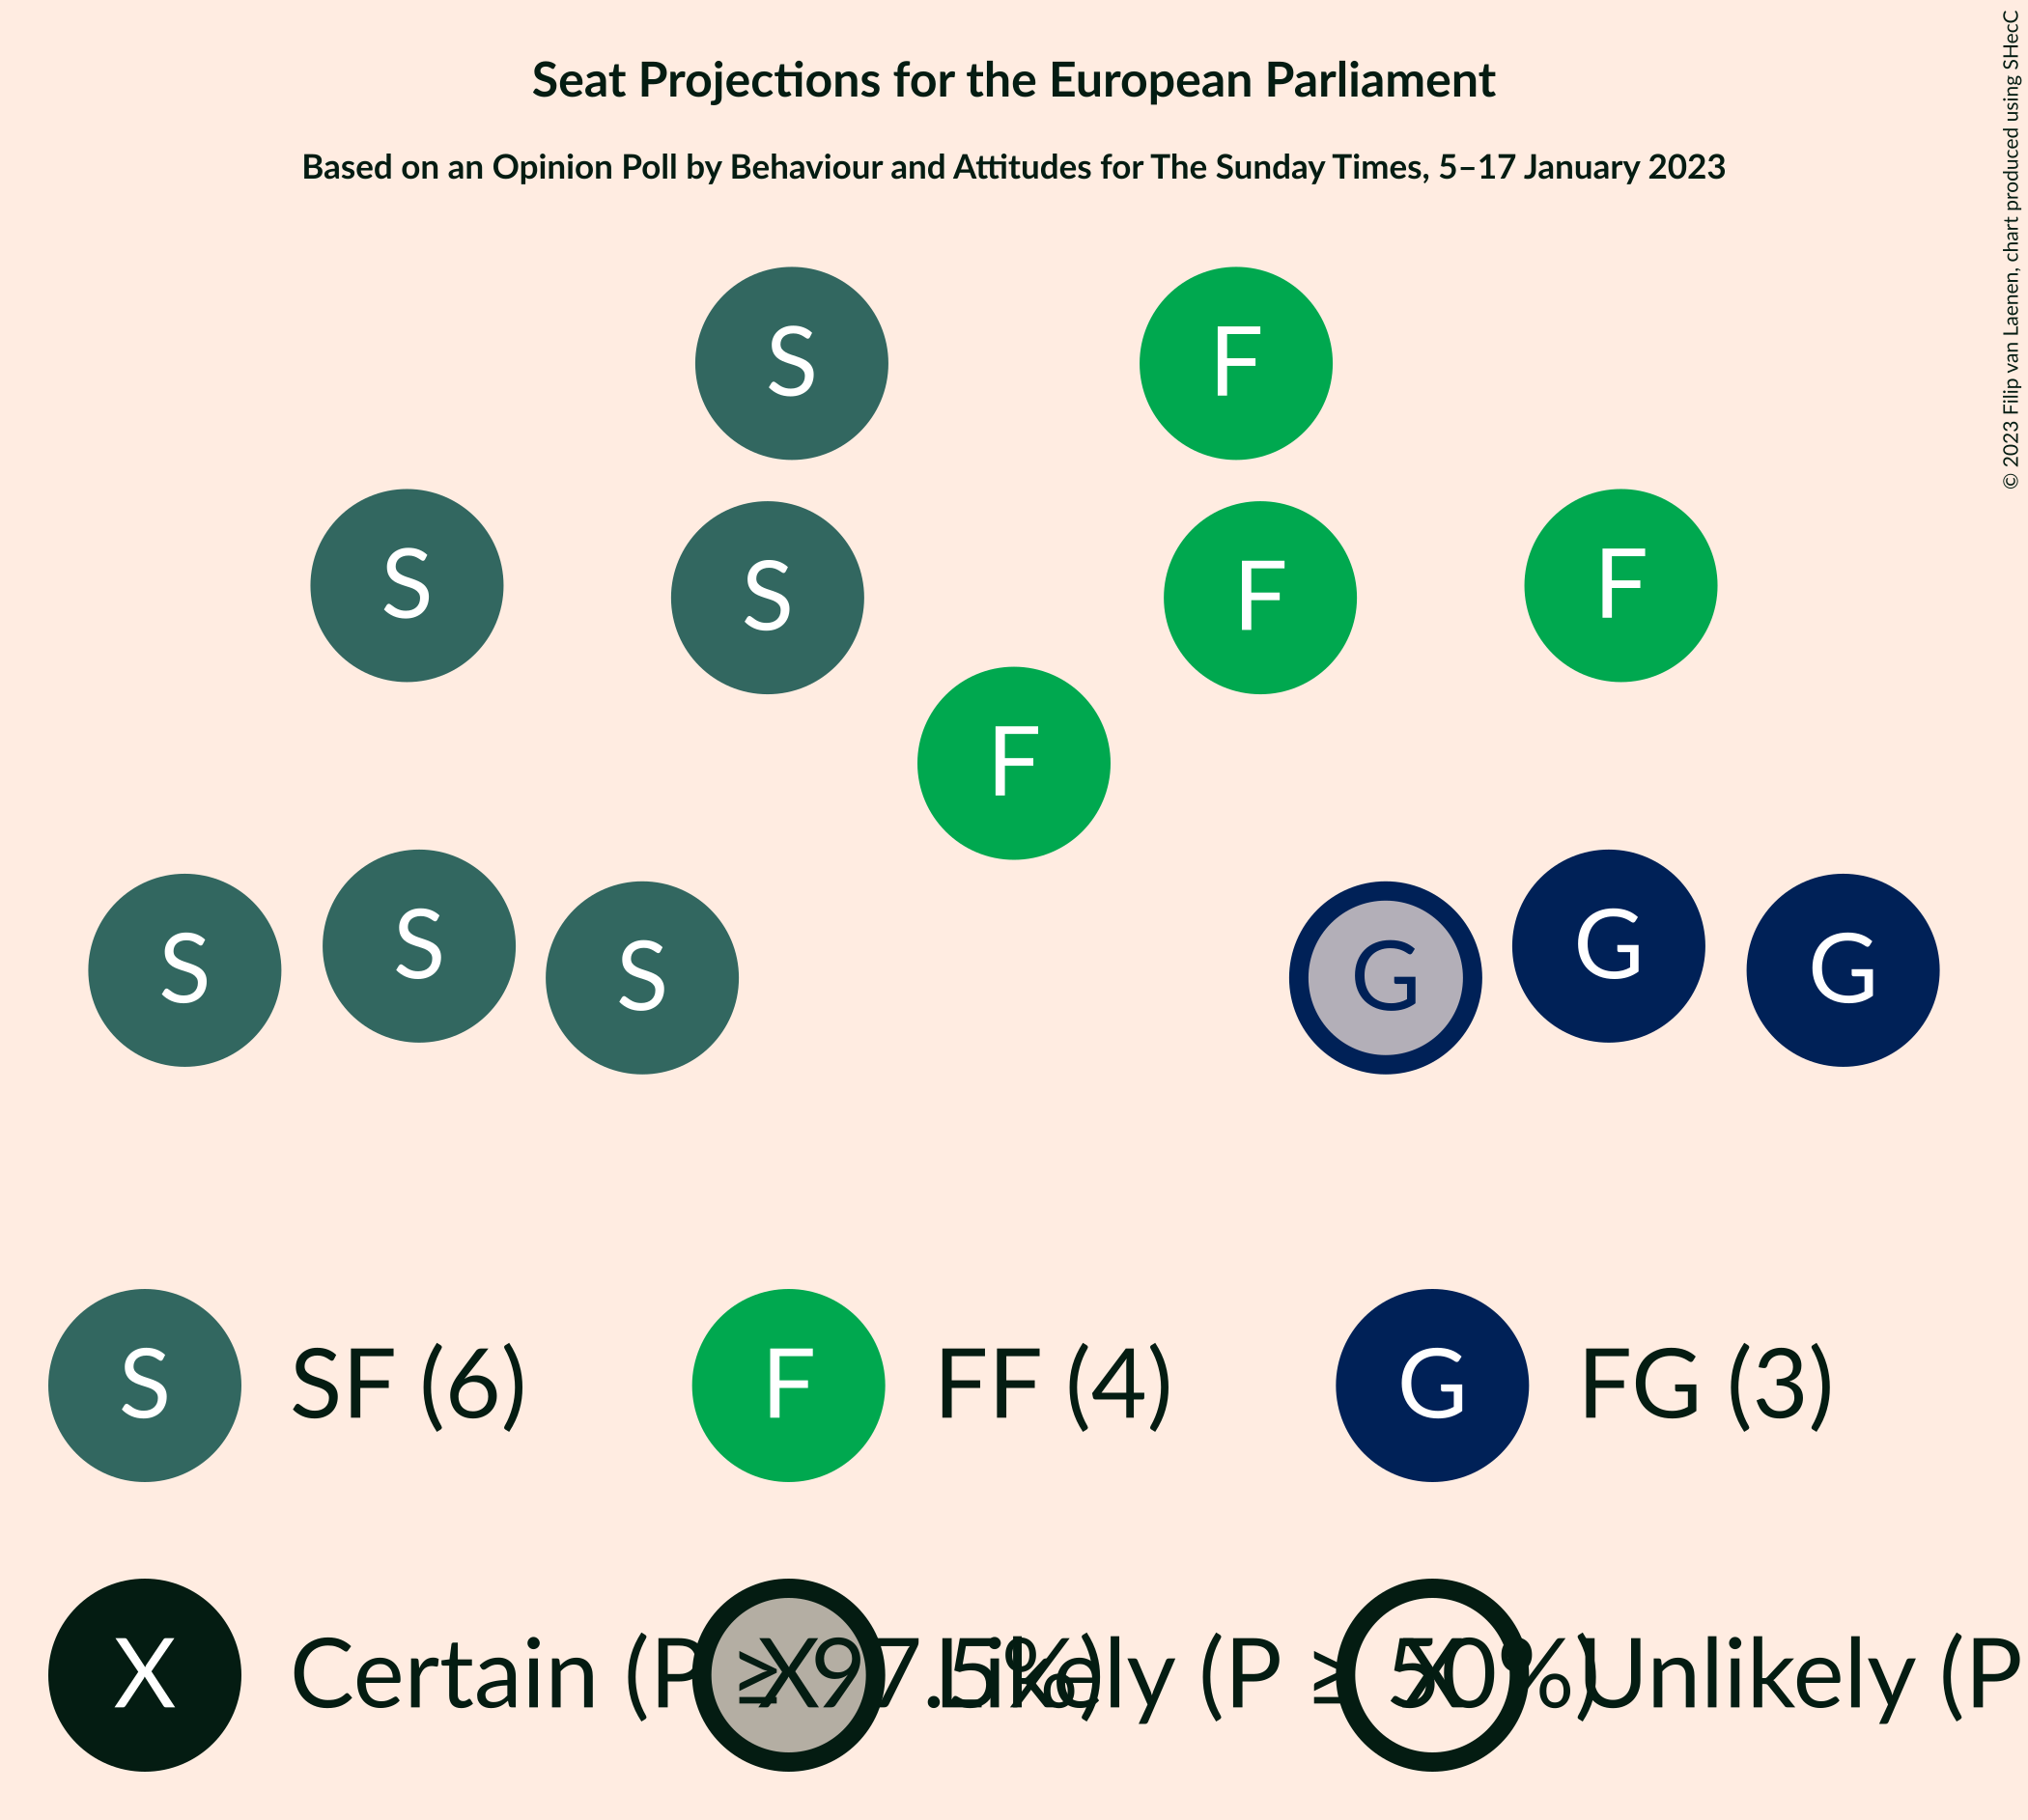 Seat Projections for the European Parliament
Based on an Opinion Poll by Behaviour and Attitudes for The Sunday Times, 5–17 January 2023
© 2023 Filip van Laenen, chart produced using SHecC
S F
S S F F
F
S S S G G G
S SF (6) F FF (4) G FG (3)
X Certain (P ≥ 97.5%) X Likely (P ≥ 50%) X Unlikely (P